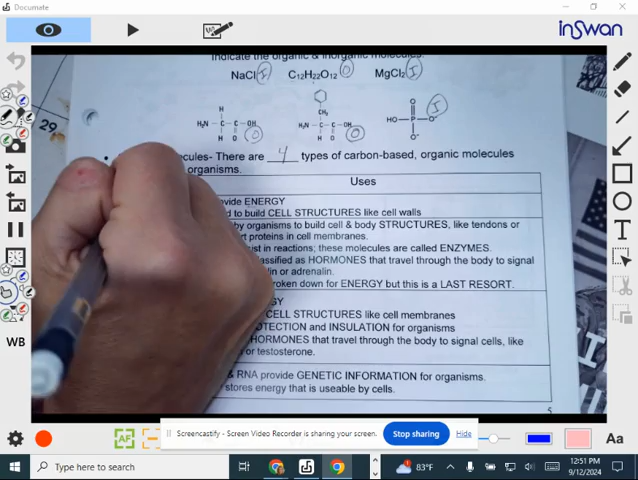 Documate
inswan
Indicate the organic & inorganic molecules.
NaCl I C12H22O12 O MgCl2 I
H
H₂N — C — C — OH
H O
O
CH₂
H₂N — C — C — OH
H O
O
O
HO — P — O⁻
O⁻
I
29
cules- There are 4 types of carbon-based, organic molecules
organisms.
Uses
vide ENERGY
d to build CELL STRUCTURES like cell walls
by organisms to build cell & body STRUCTURES, like tendons or
rt proteins in cell membranes.
ist in reactions; these molecules are called ENZYMES.
lassified as HORMONES that travel through the body to signal
lin or adrenalin.
roken down for ENERGY but this is a LAST RESORT.
GY
CELL STRUCTURES like cell membranes
OTECTION and INSULATION for organisms
HORMONES that travel through the body to signal cells, like
or testosterone.
& RNA provide GENETIC INFORMATION for organisms.
stores energy that is useable by cells.
5
WB
T
Screencastify - Screen Video Recorder is sharing your screen.
Stop sharing
Hide
AF
Aa
Type here to search
83°F
12:51 PM
9/12/2024